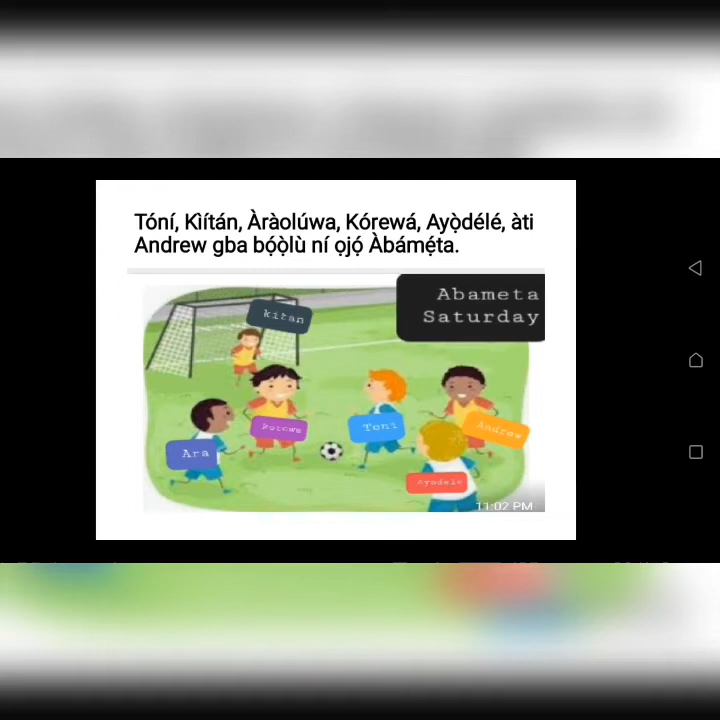 Tóní, Kìítán, Àràolúwa, Kórewá, Ayọ̀délé, àti
Andrew gba bọ́ọ̀lù ní ọjọ́ Àbámẹ́ta.
Abameta
Saturday
kitan
Ara
Toni
Andrew
Ayodele
11:02 PM